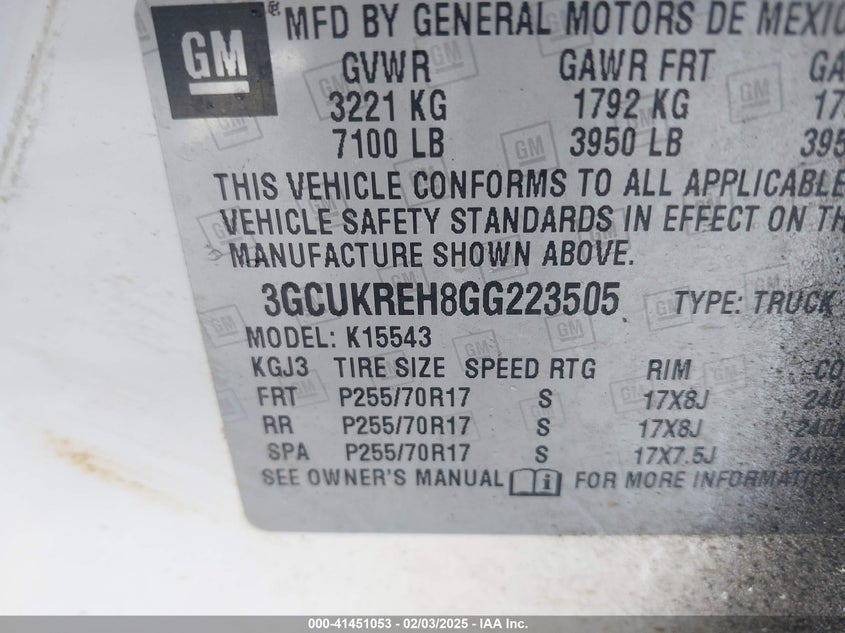 GM
MFD BY GENERAL MOTORS DE MEXICO
GVWR GAWR FRT
3221 KG 1792 KG
7100 LB 3950 LB
THIS VEHICLE CONFORMS TO ALL APPLICABLE
VEHICLE SAFETY STANDARDS IN EFFECT ON
MANUFACTURE SHOWN ABOVE.
3GCUKREH8GG223505 TYPE: TRUCK
MODEL: K15543
KGJ3 TIRE SIZE SPEED RTG RIM
FRT P255/70R17 S 17X8J
RR P255/70R17 S 17X8J
SPA P255/70R17 S 17X7.5J
SEE OWNER'S MANUAL FOR MORE INFORMATION
000-41451053 - 02/03/2025 - IAA Inc.